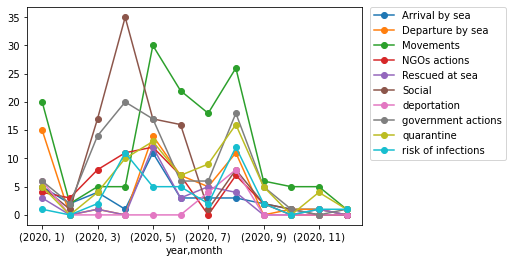 35
30
25
20
15
10
5
0
(2020, 1) (2020, 3) (2020, 5) (2020, 7) (2020, 9) (2020, 11)
year,month
Arrival by sea
Departure by sea
Movements
NGOs actions
Rescued at sea
Social
deportation
government actions
quarantine
risk of infections